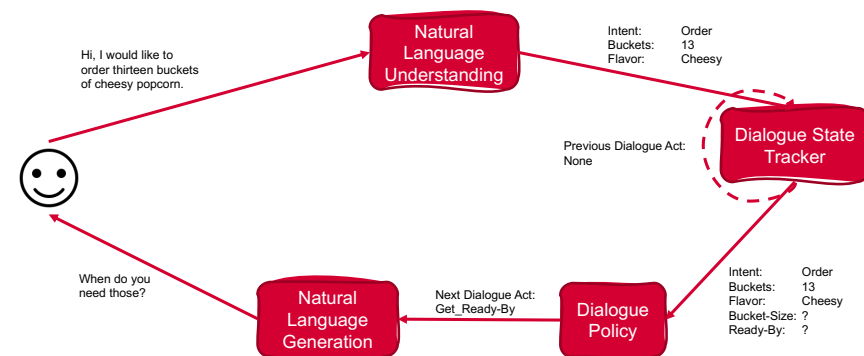 Hi, I would like to
order thirteen buckets
of cheesy popcorn.
Natural
Language
Understanding
Intent: Order
Buckets: 13
Flavor: Cheesy
Previous Dialogue Act:
None
Dialogue State
Tracker
Intent: Order
Buckets: 13
Flavor: Cheesy
Bucket-Size: ?
Ready-By: ?
Dialogue
Policy
Next Dialogue Act:
Get_Ready-By
Natural
Language
Generation
When do you
need those?